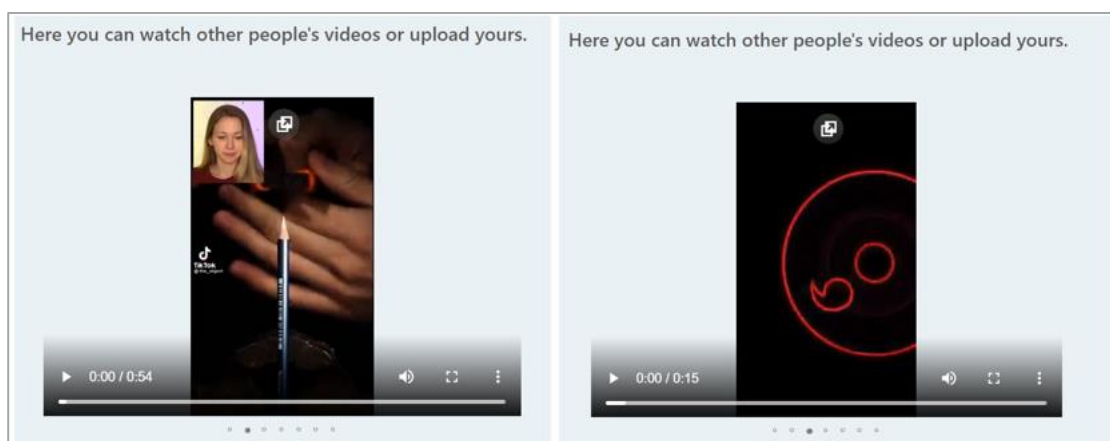 Here you can watch other people's videos or upload yours.
TikTok
0:00 / 0:54
Here you can watch other people's videos or upload yours.
0:00 / 0:15